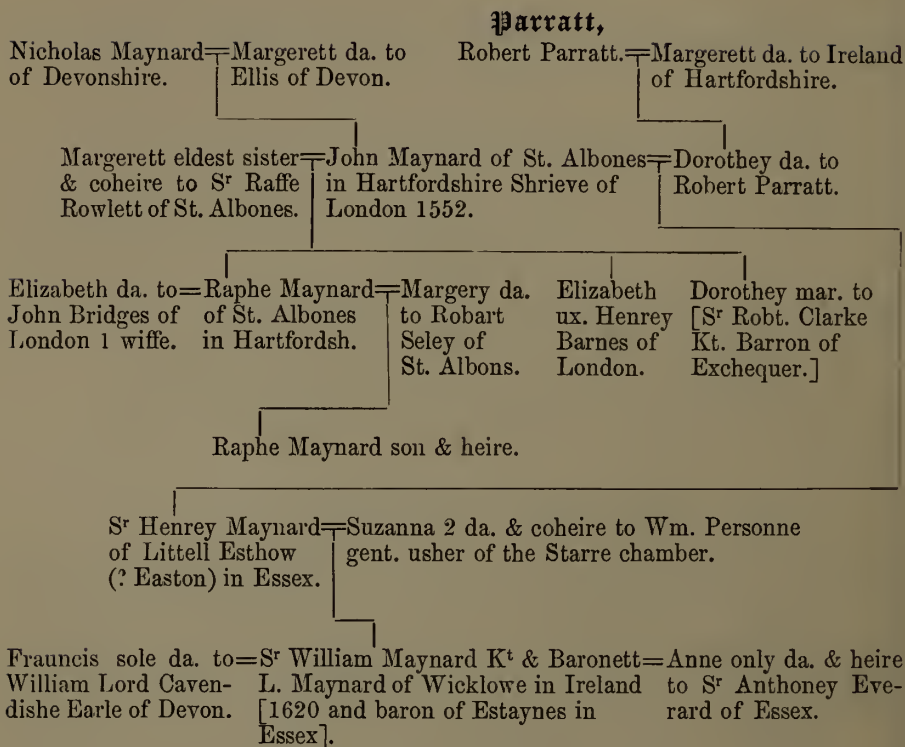 Parratt,
Nicholas Maynard=Margerett da. to
of Devonshire. Ellis of Devon.
Robert Parratt.=Margerett da. to Ireland
of Hartfordshire.
Margerett eldest sister=John Maynard of St. Albones=Dorothey da. to
& coheire to Sʳ Raffe in Hartfordshire Shrieve of Robert Parratt.
Rowlett of St. Albones. London 1552.
Elizabeth da. to=Raphe Maynard=Margery da. Elizabeth Dorothey mar. to
John Bridges of of St. Albones to Robart ux. Henrey [Sʳ Robt. Clarke
London 1 wiffe. in Hartfordsh. Seley of Barnes of Kt. Barron of
St. Albons. London. Exchequer.]
Raphe Maynard son & heire.
Sʳ Henrey Maynard=Suzanna 2 da. & coheire to Wm. Personne
of Littell Esthow gent. usher of the Starre chamber.
(? Easton) in Essex.
Frauncis sole da. to=Sʳ William Maynard Kᵗ & Baronett=Anne only da. & heire
William Lord Caven- L. Maynard of Wicklowe in Ireland to Sʳ Anthoney Eve-
dishe Earle of Devon. [1620 and baron of Estaynes in rard of Essex.
Essex].